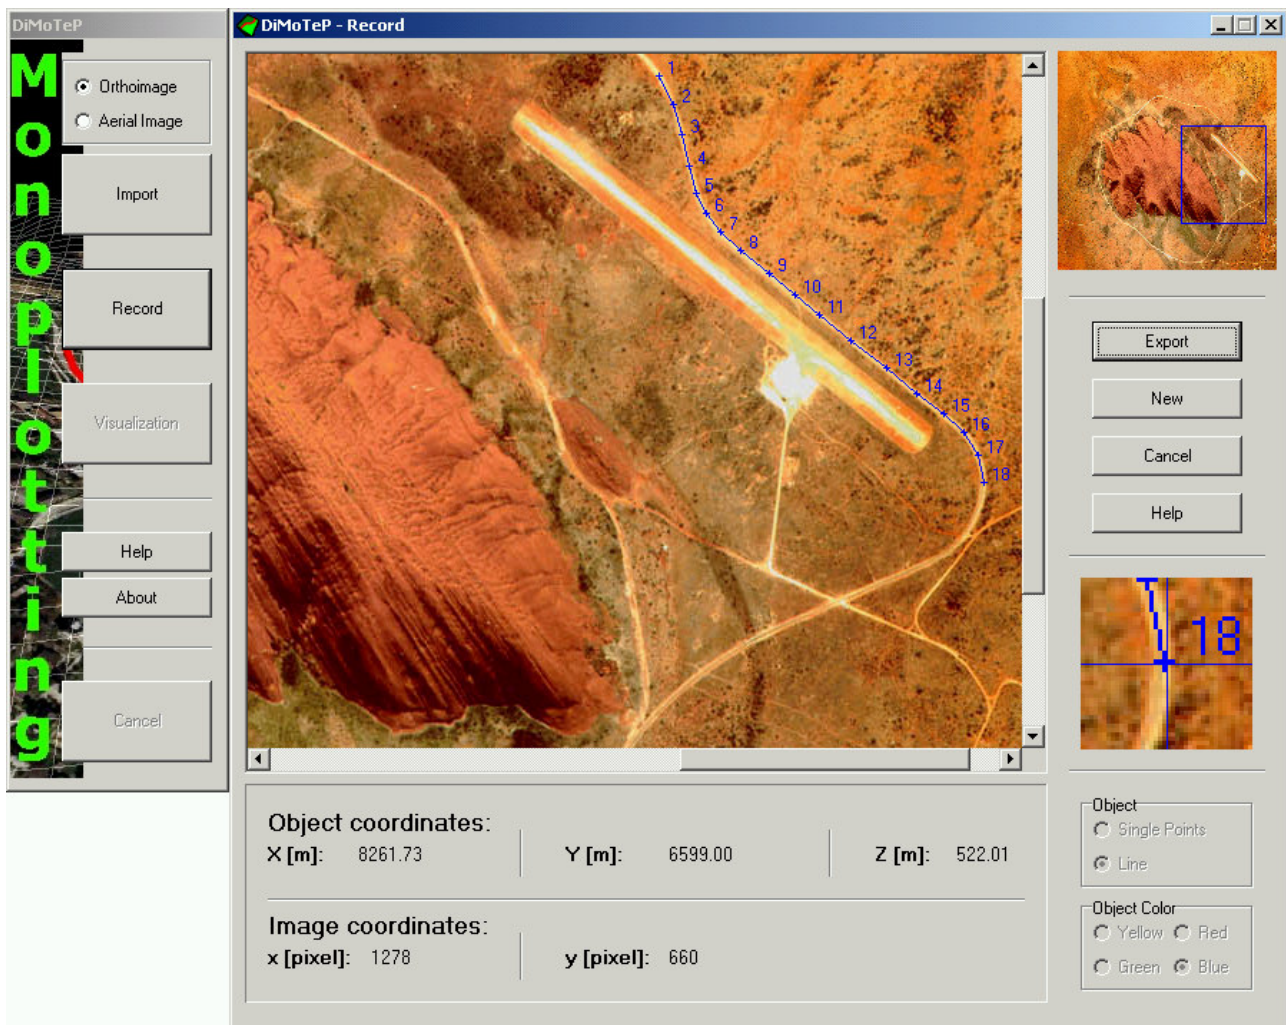 DiMoTeP
Monoplotting
Orthoimage
Aerial Image
Import
Record
Visualization
Help
About
Cancel
DiMoTeP - Record
1
2
3
4
5
6
7
8
9
10
11
12
13
14
15
16
17
18
Export
New
Cancel
Help
18
Object
Single Points
Line
Object Color
Yellow Red
Green Blue
Object coordinates:
X [m]: 8261.73 Y [m]: 6599.00 Z [m]: 522.01
Image coordinates:
x [pixel]: 1278 y [pixel]: 660